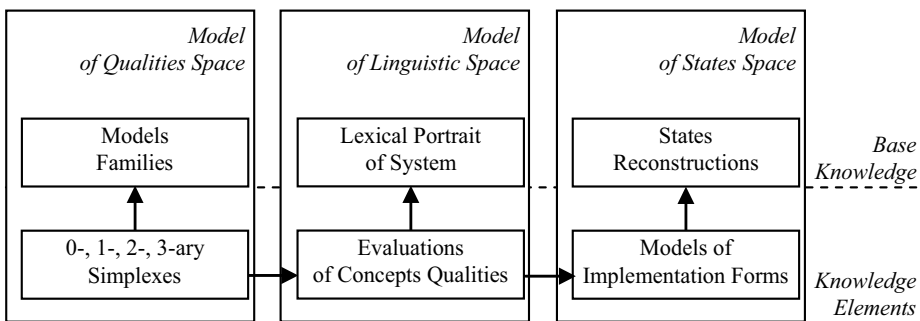 Model
of Qualities Space
Model
of Linguistic Space
Model
of States Space
Models
Families
Lexical Portrait
of System
States
Reconstructions
Base
Knowledge
0-, 1-, 2-, 3-ary
Simplexes
Evaluations
of Concepts Qualities
Models of
Implementation Forms
Knowledge
Elements